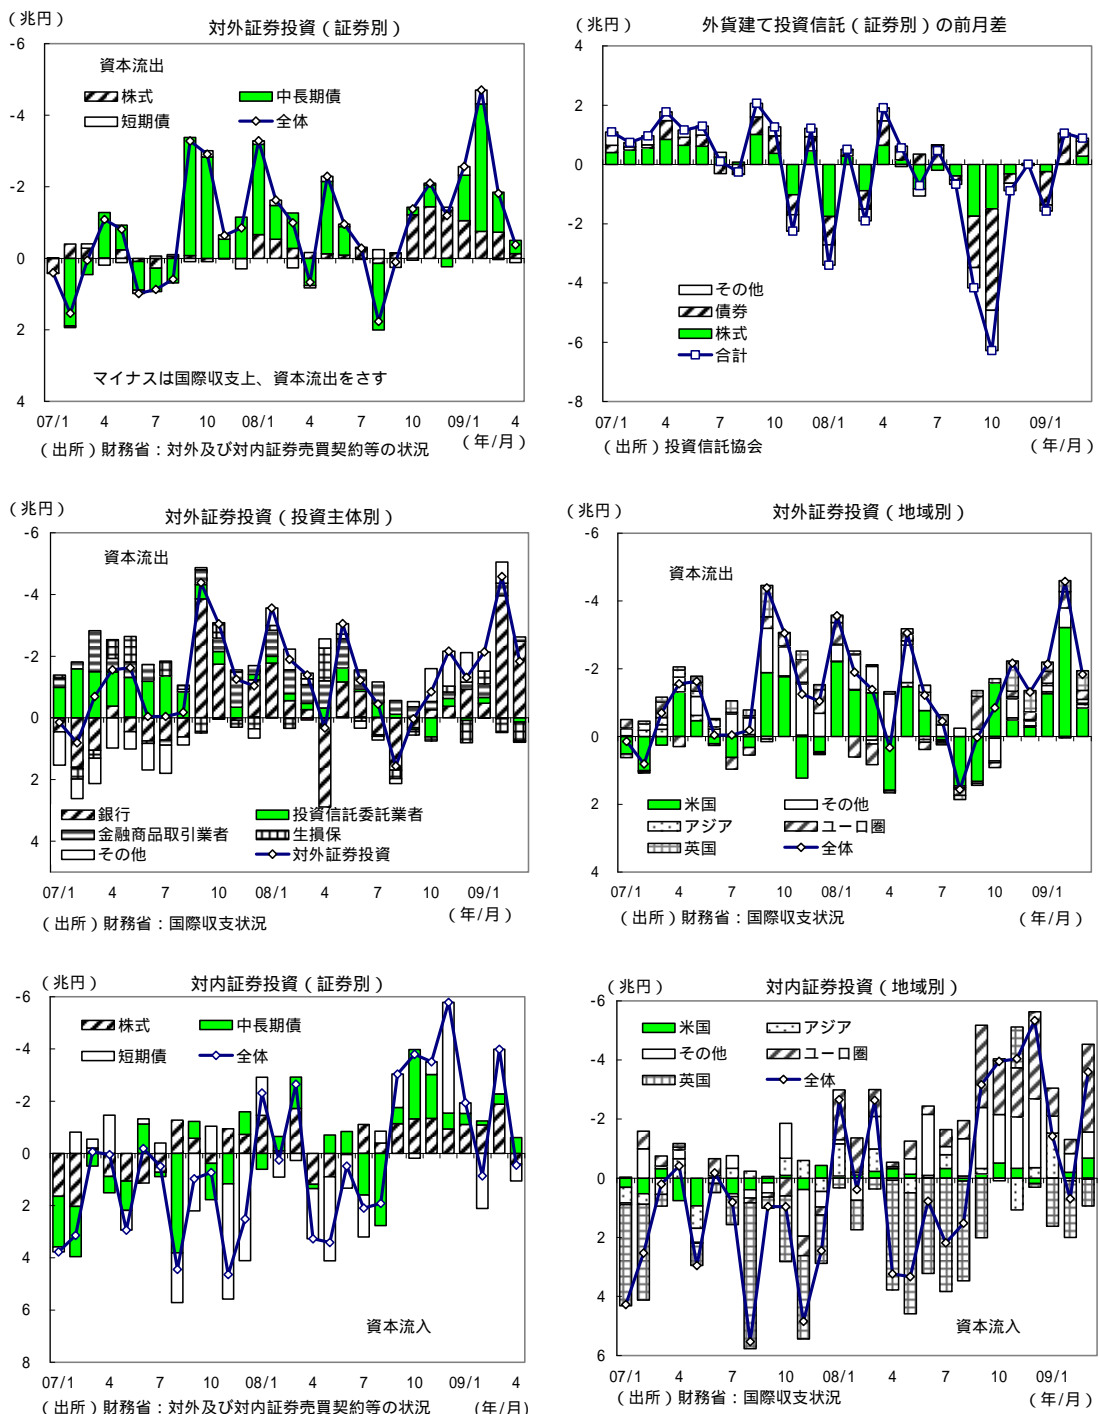 （兆円）
対外証券投資（証券別）
-6
-4
-2
0
2
4
資本流出
株式
中長期債
短期債
全体
マイナスは国際収支上、資本流出をさす
07/1 4 7 10 08/1 4 7 10 09/1 4
（年/月）
（出所）財務省：対外及び対内証券売買契約等の状況
（兆円）
外貨建て投資信託（証券別）の前月差
4
2
0
-2
-4
-6
-8
その他
債券
株式
合計
07/1 4 7 10 08/1 4 7 10 09/1
（出所）投資信託協会
（年/月）
（兆円）
対外証券投資（投資主体別）
-6
-4
-2
0
2
4
資本流出
銀行
投資信託委託業者
金融商品取引業者
生損保
その他
対外証券投資
07/1 4 7 10 08/1 4 7 10 09/1
（年/月）
（出所）財務省：国際収支状況
（兆円）
対外証券投資（地域別）
-6
-4
-2
0
2
4
資本流出
米国
その他
アジア
ユーロ圏
英国
全体
07/1 4 7 10 08/1 4 7 10 09/1
（出所）財務省：国際収支状況
（年/月）
（兆円）
対内証券投資（証券別）
-6
-4
-2
0
2
4
6
8
株式
中長期債
短期債
全体
資本流入
07/1 4 7 10 08/1 4 7 10 09/1 4
（出所）財務省：対外及び対内証券売買契約等の状況
（年/月）
（兆円）
対内証券投資（地域別）
-6
-4
-2
0
2
4
6
米国
アジア
その他
ユーロ圏
英国
全体
資本流入
07/1 4 7 10 08/1 4 7 10 09/1
（出所）財務省：国際収支状況
（年/月）